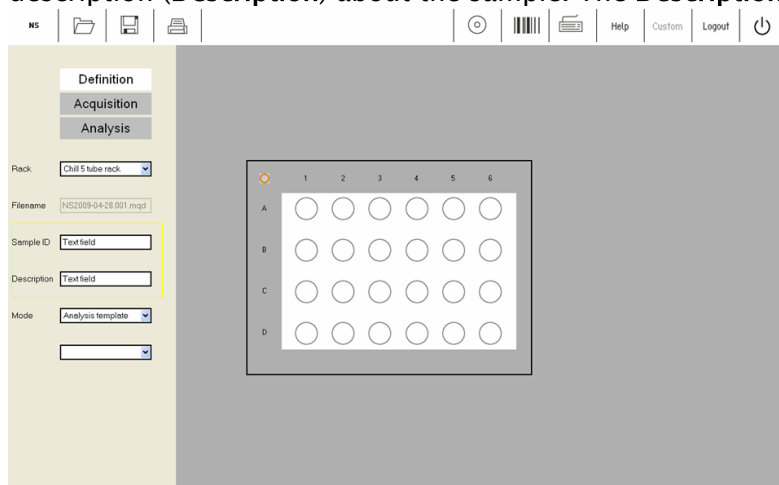 description (Description) about the sample. The Description
NS Help Custom Logout
Definition
Acquisition
Analysis
Rack Chill 5 tube rack
Filename NS2009-04-28.001.mqd
Sample ID Text field
Description Text field
Mode Analysis template
1 2 3 4 5 6
A
B
C
D